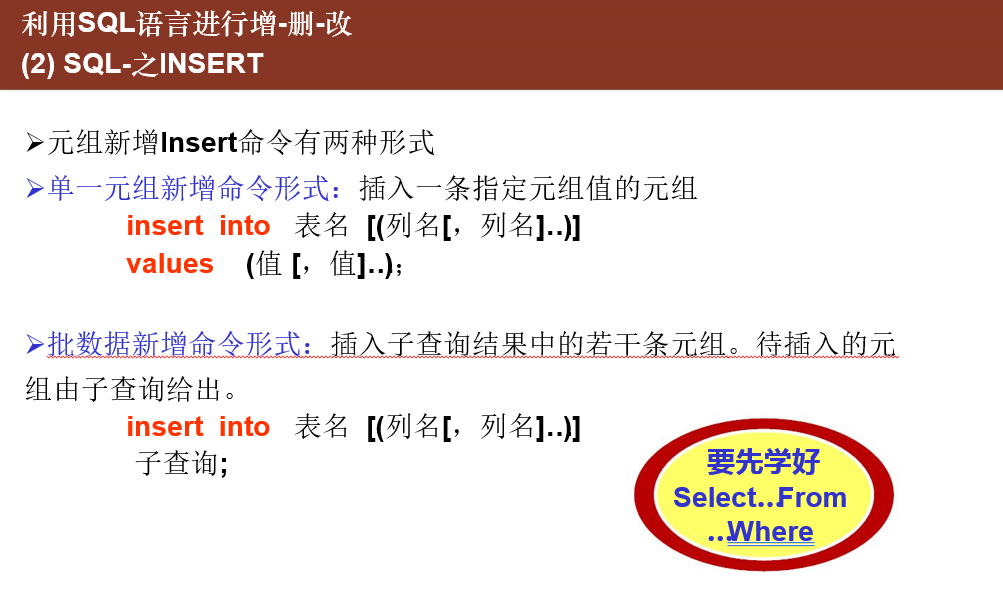 利用SQL语言进行增-删-改
(2) SQL-之INSERT
➢元组新增Insert命令有两种形式
➢单一元组新增命令形式：插入一条指定元组值的元组
insert into 表名 [(列名[，列名]..)]
values (值 [，值]..)；
➢批数据新增命令形式：插入子查询结果中的若干条元组。待插入的元
组由子查询给出。
insert into 表名 [(列名[，列名]..)]
子查询;
要先学好
Select…From
…Where